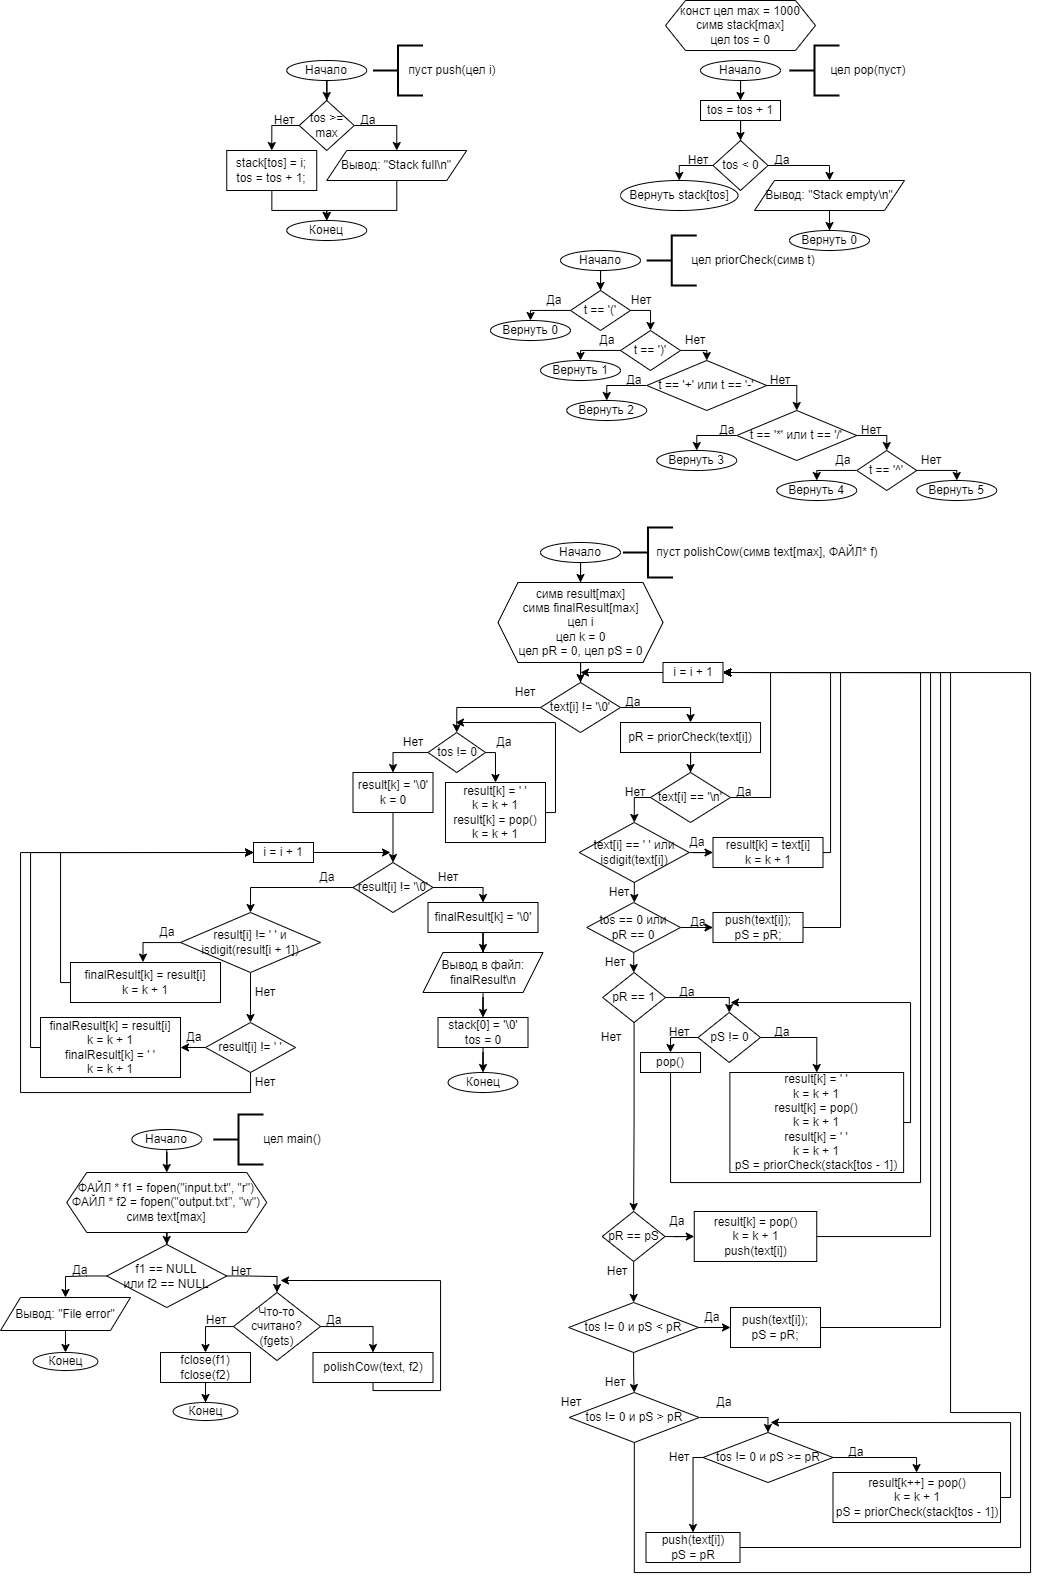 конст цел max = 1000
симв stack[max]
цел tos = 0
Начало
пуст push(цел i)
tos >=
max
Нет
Да
stack[tos] = i;
tos = tos + 1;
Вывод: "Stack full\n"
Конец
Начало
цел pop(пуст)
tos = tos + 1
tos < 0
Нет
Да
Вернуть stack[tos]
Вывод: "Stack empty\n"
Вернуть 0
Начало
цел priorCheck(симв t)
t == '('
Да
Нет
Вернуть 0
t == ')'
Да
Нет
Вернуть 1
t == '+' или t == '-'
Да
Нет
Вернуть 2
t == '*' или t == '/'
Да
Нет
Вернуть 3
t == '^'
Да
Нет
Вернуть 4
Вернуть 5
Начало
пуст polishCow(симв text[max], ФАЙЛ* f)
симв result[max]
симв finalResult[max]
цел i
цел k = 0
цел pR = 0, цел pS = 0
i = i + 1
text[i] != '\0'
Нет
Да
tos != 0
Нет
Да
result[k] = '\0'
k = 0
result[k] = ' '
k = k + 1
result[k] = pop()
k = k + 1
i = i + 1
result[i] != '\0'
Да
Нет
result[i] != ' ' и
isdigit(result[i + 1])
Да
finalResult[k] = result[i]
k = k + 1
Нет
result[i] != ' '
Да
finalResult[k] = result[i]
k = k + 1
finalResult[k] = ' '
k = k + 1
Нет
finalResult[k] = '\0'
Вывод в файл:
finalResult\n
stack[0] = '\0'
tos = 0
Конец
pR = priorCheck(text[i])
text[i] == '\n'
Нет
Да
text[i] == ' ' или
isdigit(text[i])
Да
result[k] = text[i]
k = k + 1
Нет
tos == 0 или
pR == 0
Да
push(text[i]);
pS = pR;
Нет
pR == 1
Да
Нет
pS != 0
Нет
Да
pop()
result[k] = ' '
k = k + 1
result[k] = pop()
k = k + 1
result[k] = ' '
k = k + 1
pS = priorCheck(stack[tos - 1])
pR == pS
Да
result[k] = pop()
k = k + 1
push(text[i])
Нет
tos != 0 и pS < pR
Да
push(text[i]);
pS = pR;
Нет
tos != 0 и pS > pR
Нет
Да
tos != 0 и pS >= pR
Нет
Да
result[k++] = pop()
k = k + 1
pS = priorCheck(stack[tos - 1])
push(text[i])
pS = pR
Начало
цел main()
ФАЙЛ * f1 = fopen("input.txt", "r")
ФАЙЛ * f2 = fopen("output.txt", "w")
симв text[max]
f1 == NULL
или f2 == NULL
Да
Нет
Вывод: "File error"
Конец
Что-то
считано?
(fgets)
Нет
Да
fclose(f1)
fclose(f2)
Конец
polishCow(text, f2)